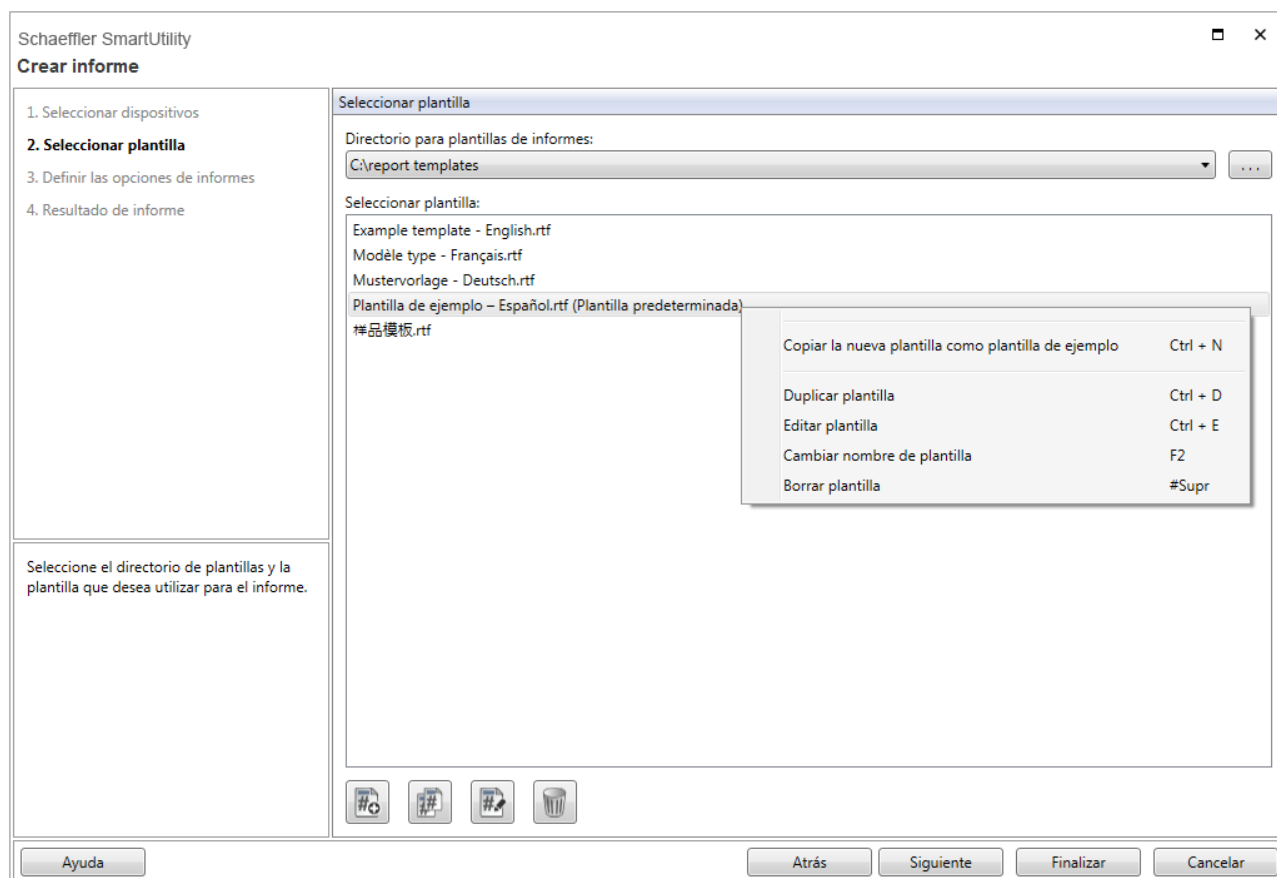 Schaeffler SmartUtility
Crear informe
1. Seleccionar dispositivos
2. Seleccionar plantilla
3. Definir las opciones de informes
4. Resultado de informe
Seleccione el directorio de plantillas y la
plantilla que desea utilizar para el informe.
Seleccionar plantilla
Directorio para plantillas de informes:
C:\report templates
...
Seleccionar plantilla:
Example template - English.rtf
Modèle type - Français.rtf
Mustervorlage - Deutsch.rtf
Plantilla de ejemplo – Español.rtf (Plantilla predeterminada)
样品模板.rtf
Copiar la nueva plantilla como plantilla de ejemplo Ctrl + N
Duplicar plantilla Ctrl + D
Editar plantilla Ctrl + E
Cambiar nombre de plantilla F2
Borrar plantilla #Supr
Ayuda Atrás Siguiente Finalizar Cancelar